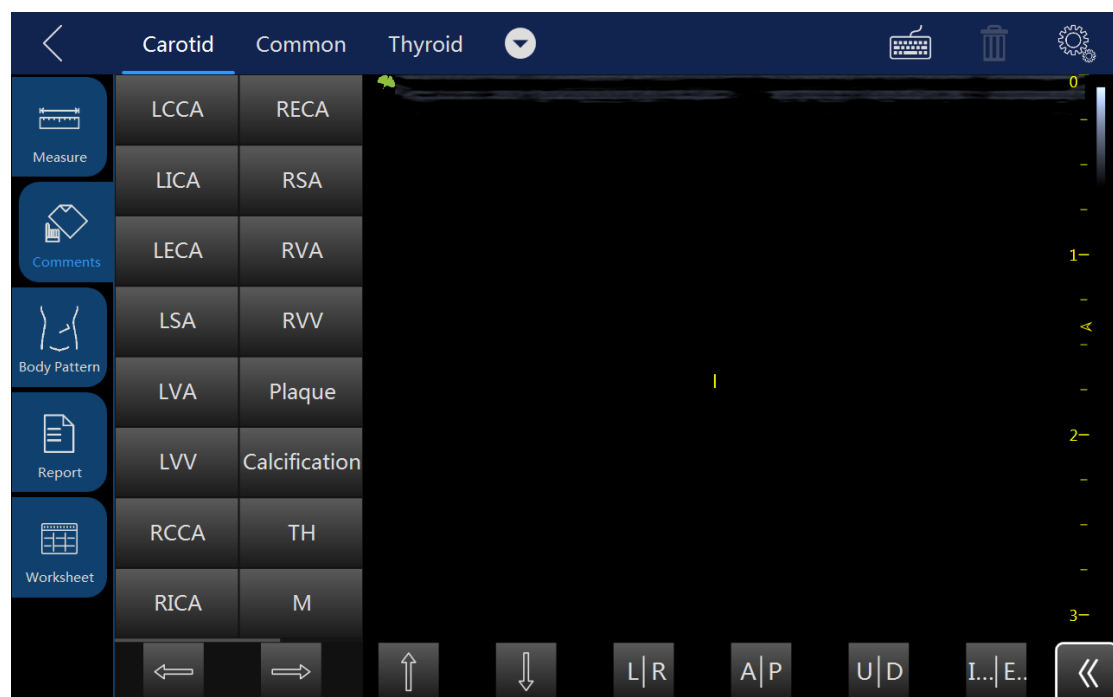 Carotid Common Thyroid
Measure
Comments
Body Pattern
Report
Worksheet
LCCA RECA
LICA RSA
LECA RVA
LSA RVV
LVA Plaque
LVV Calcification
RCCA TH
RICA M
0
1
A
2
3
L|R A|P U|D I...|E..